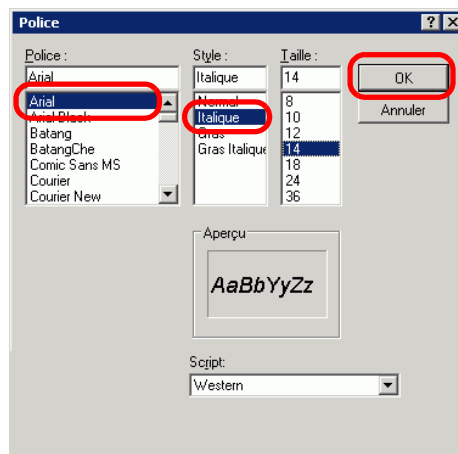 Police
Police :
Arial
Arial
Arial Black
Batang
BatangChe
Comic Sans MS
Courier
Courier New
Style :
Italique
Normal
Italique
Gras
Gras Italique
Taille :
14
8
10
12
14
18
24
36
OK
Annuler
Aperçu
AaBbYyZz
Script:
Western